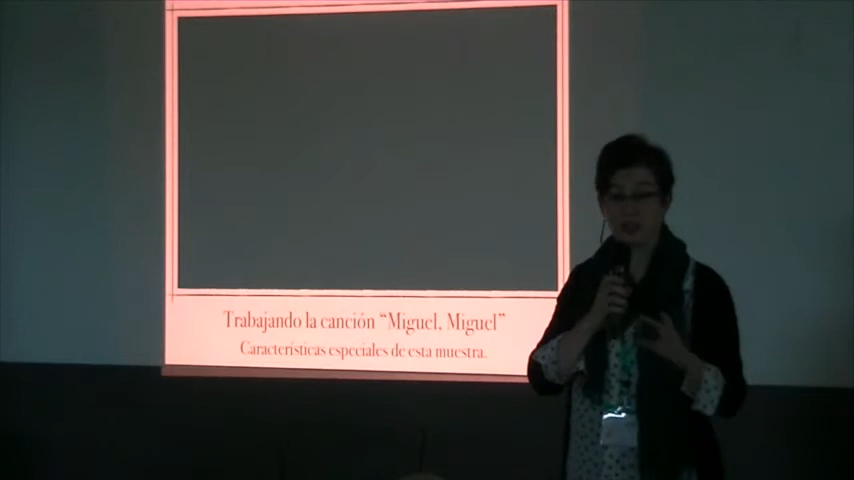 Trabajando la canción “Miguel, Miguel”
Características especiales de esta muestra.